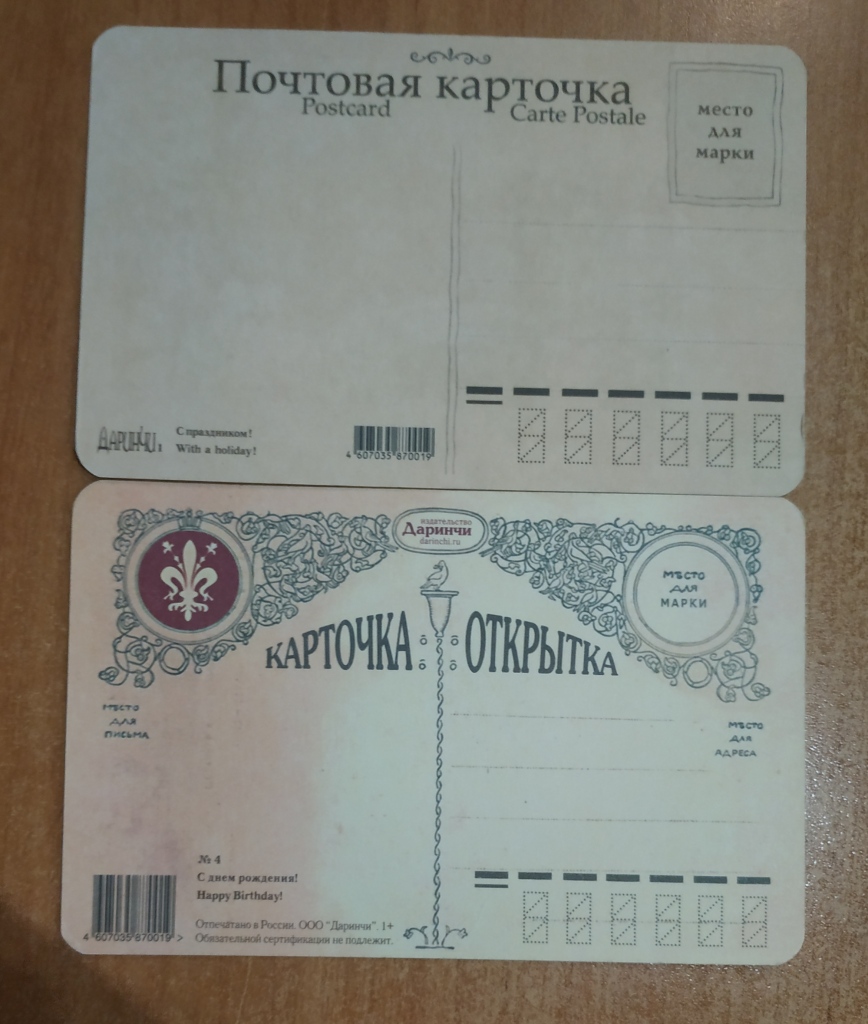 Почтовая карточка
Postcard
Carte Postale
место
для
марки
ДАРИНЧИ
С праздником!
With a holiday!
4 607035 870019
издательство
Даринчи
darinchi.ru
МѢСТО
ДЛЯ
МАРКИ
КАРТОЧКА ОТКРЫТКА
МѢСТО
ДЛЯ
ПИСЬМА
МѢСТО
ДЛЯ
АДРЕСА
№ 4
С днем рождения!
Happy Birthday!
Отпечатано в России. ООО "Даринчи". 1+
Обязательной сертификации не подлежит.
4 607035 870019 >